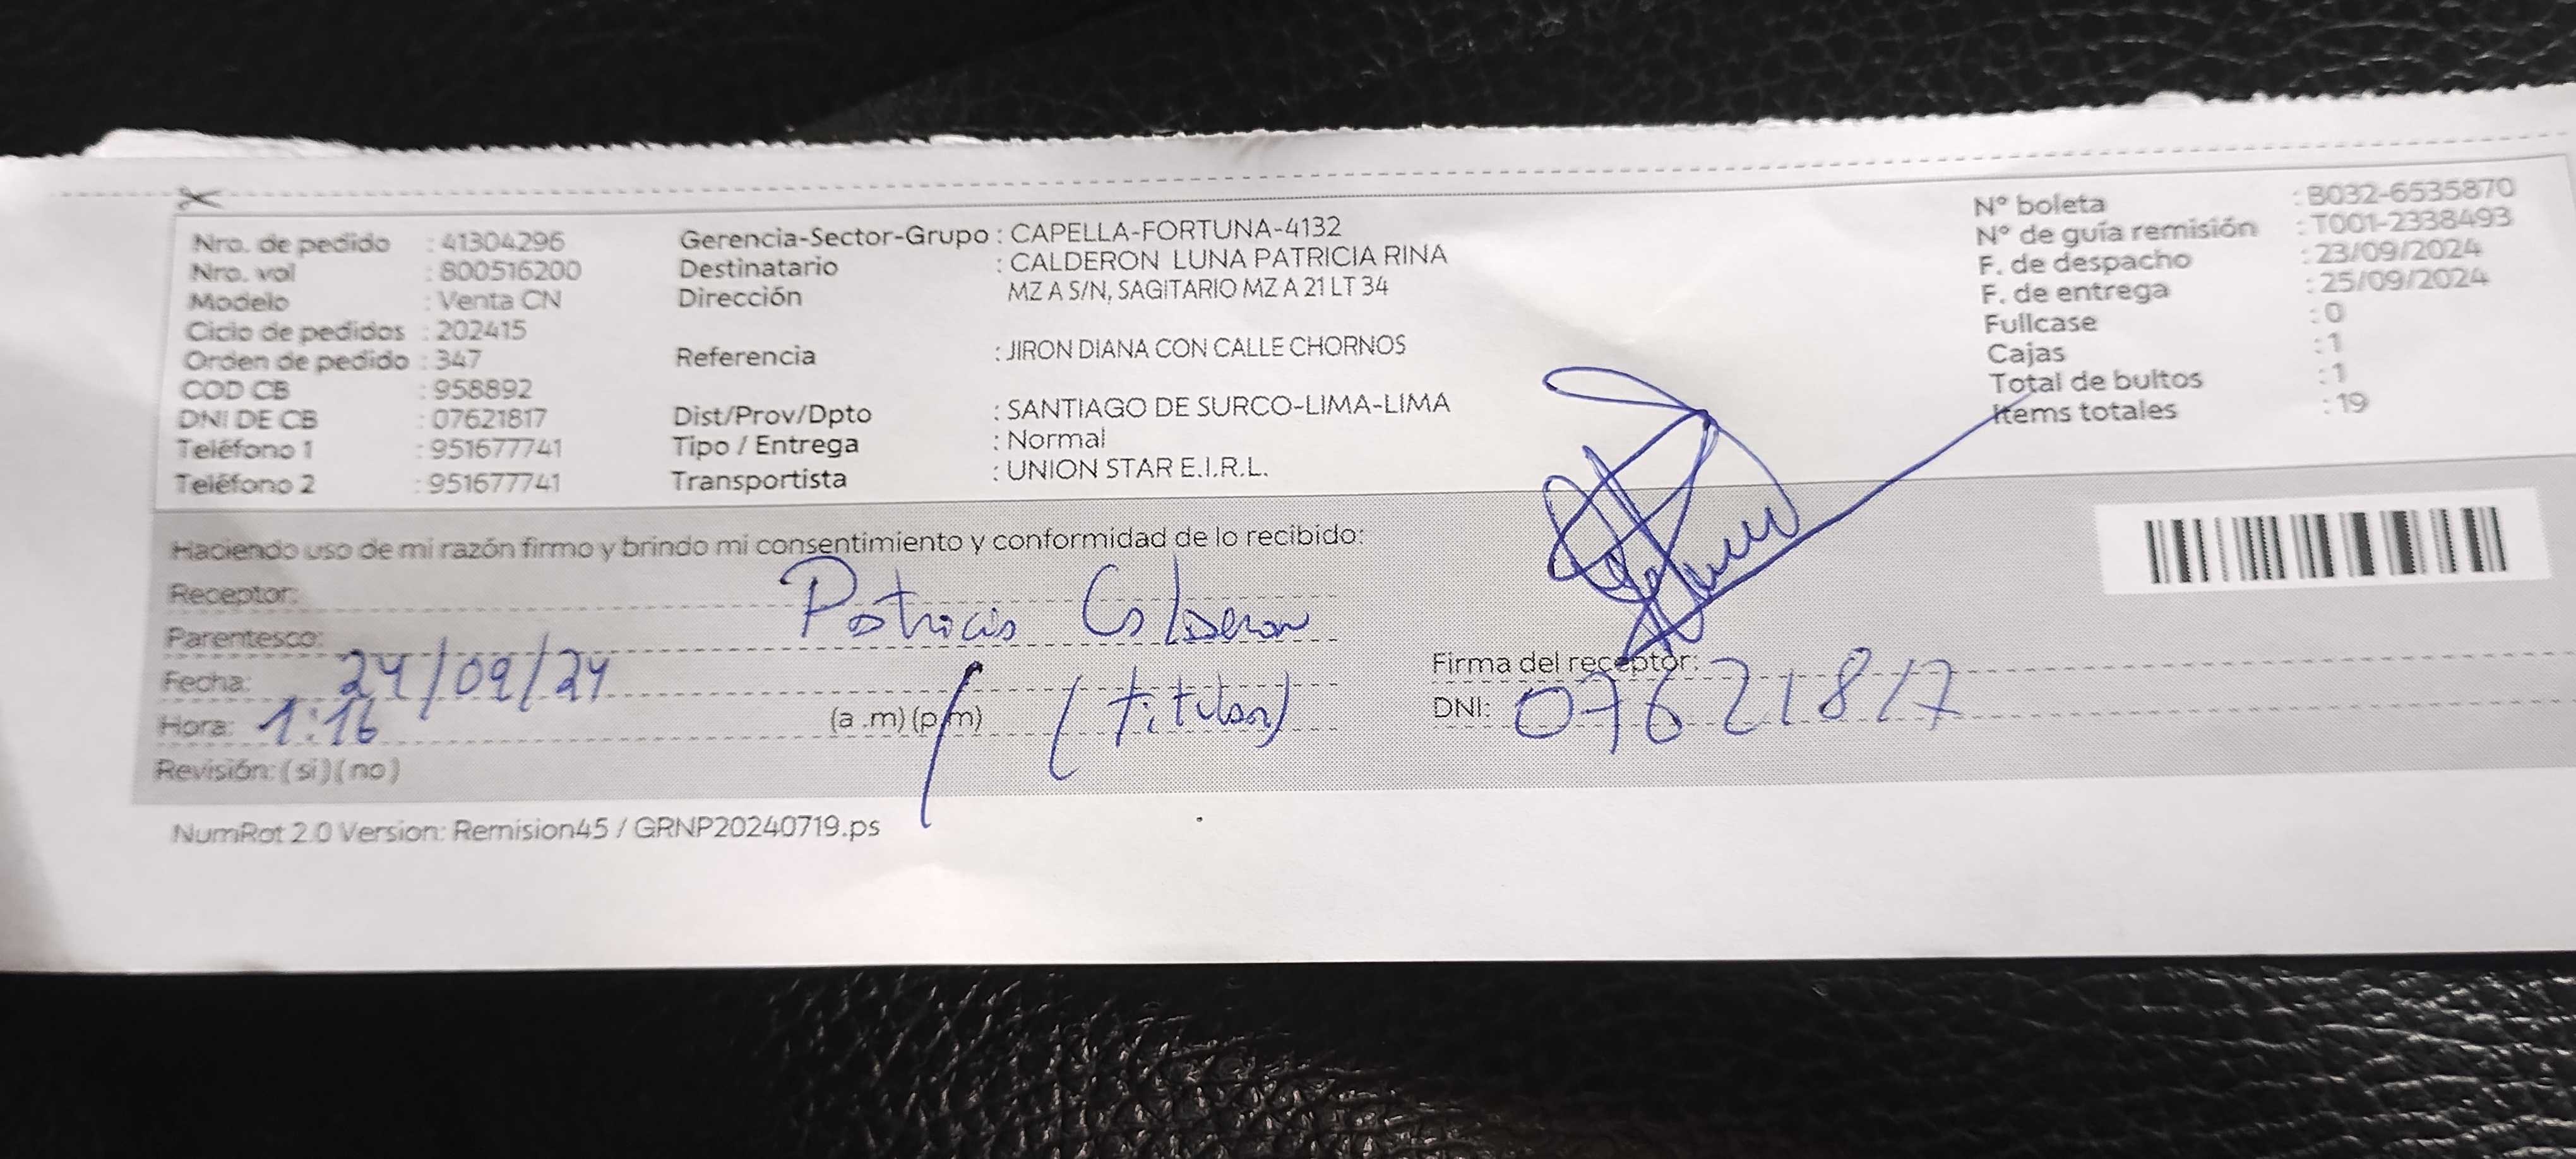 Nro. de pedido : 41304296
Nro. vol : 800516200
Modelo : Venta CN
Ciclo de pedidos : 202415
Orden de pedido : 347
COD CB : 958892
DNI DE CB : 07621817
Teléfono 1 : 951677741
Teléfono 2 : 951677741
Gerencia-Sector-Grupo : CAPELLA-FORTUNA-4132
Destinatario : CALDERON LUNA PATRICIA RINA
Dirección MZ A S/N, SAGITARIO MZ A 21 LT 34
Referencia : JIRON DIANA CON CALLE CHORNOS
Dist/Prov/Dpto : SANTIAGO DE SURCO-LIMA-LIMA
Tipo / Entrega : Normal
Transportista : UNION STAR E.I.R.L.
N° boleta : B032-6535870
N° de guía remisión : T001-2338493
F. de despacho : 23/09/2024
F. de entrega : 25/09/2024
Fullcase : 0
Cajas : 1
Total de bultos : 1
Items totales : 19
Haciendo uso de mi razón firmo y brindo mi consentimiento y conformidad de lo recibido:
Receptor: Patricia Calderon
Parentesco:
Fecha: 24/09/24
Hora: 1:16 (a .m) (p.m) (titular)
Revisión: (si) (no)
Firma del receptor:
DNI: 07621817
NumRot 2.0 Version: Remision45 / GRNP20240719.ps